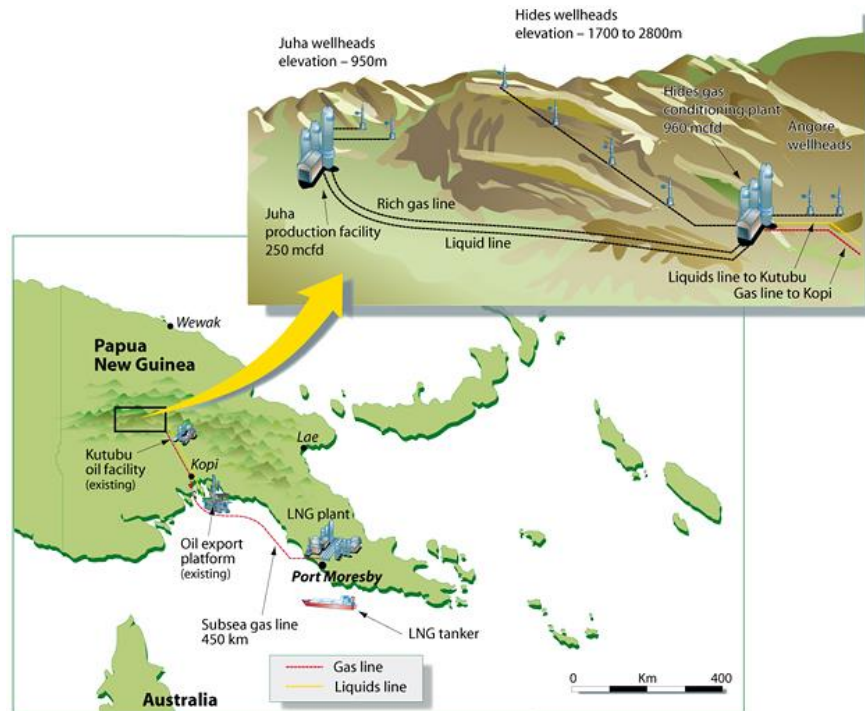 Juha wellheads
elevation – 950m
Hides wellheads
elevation – 1700 to 2800m
Hides gas
conditioning plant
960 mcfd
Angore
wellheads
Rich gas line
Liquid line
Juha
production facility
250 mcfd
Liquids line to Kutubu
Gas line to Kopi
Wewak
Papua
New Guinea
Lae
Kutubu
oil facility
(existing)
Kopi
LNG plant
Oil export
platform
(existing)
Port Moresby
Subsea gas line
450 km
LNG tanker
Gas line
Liquids line
0 Km 400
Australia